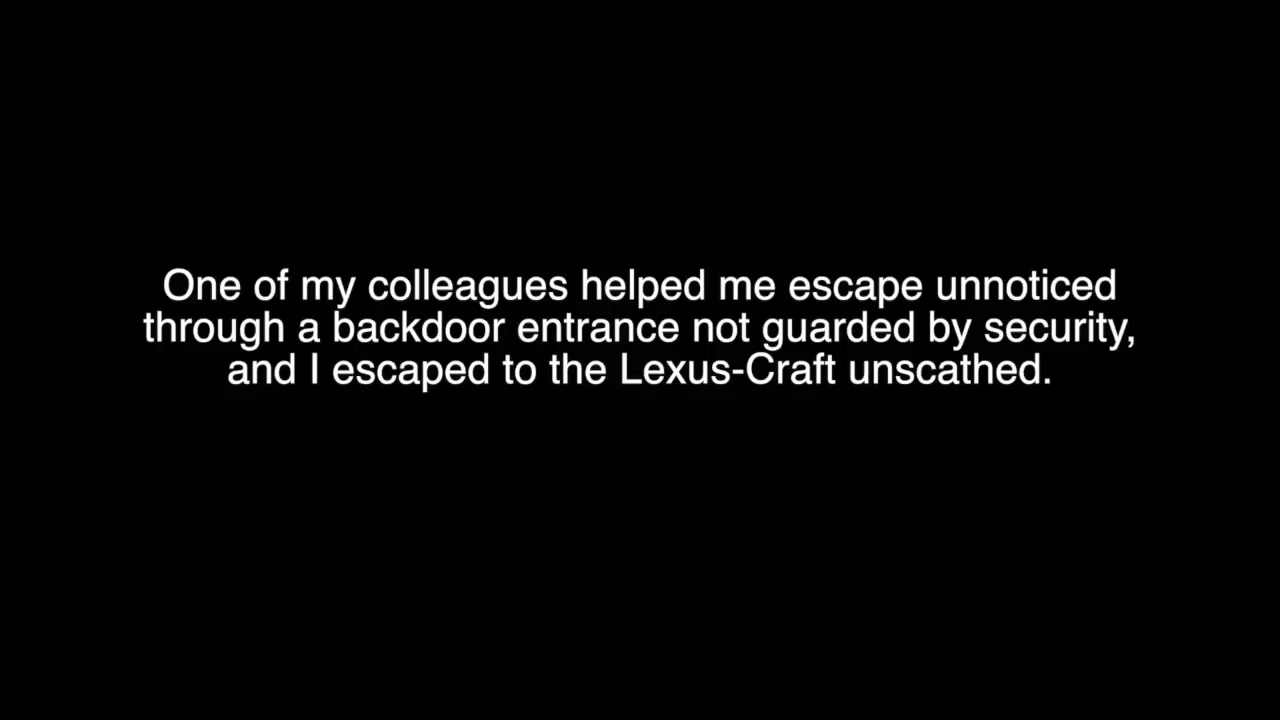 One of my colleagues helped me escape unnoticed
through a backdoor entrance not guarded by security,
and I escaped to the Lexus-Craft unscathed.